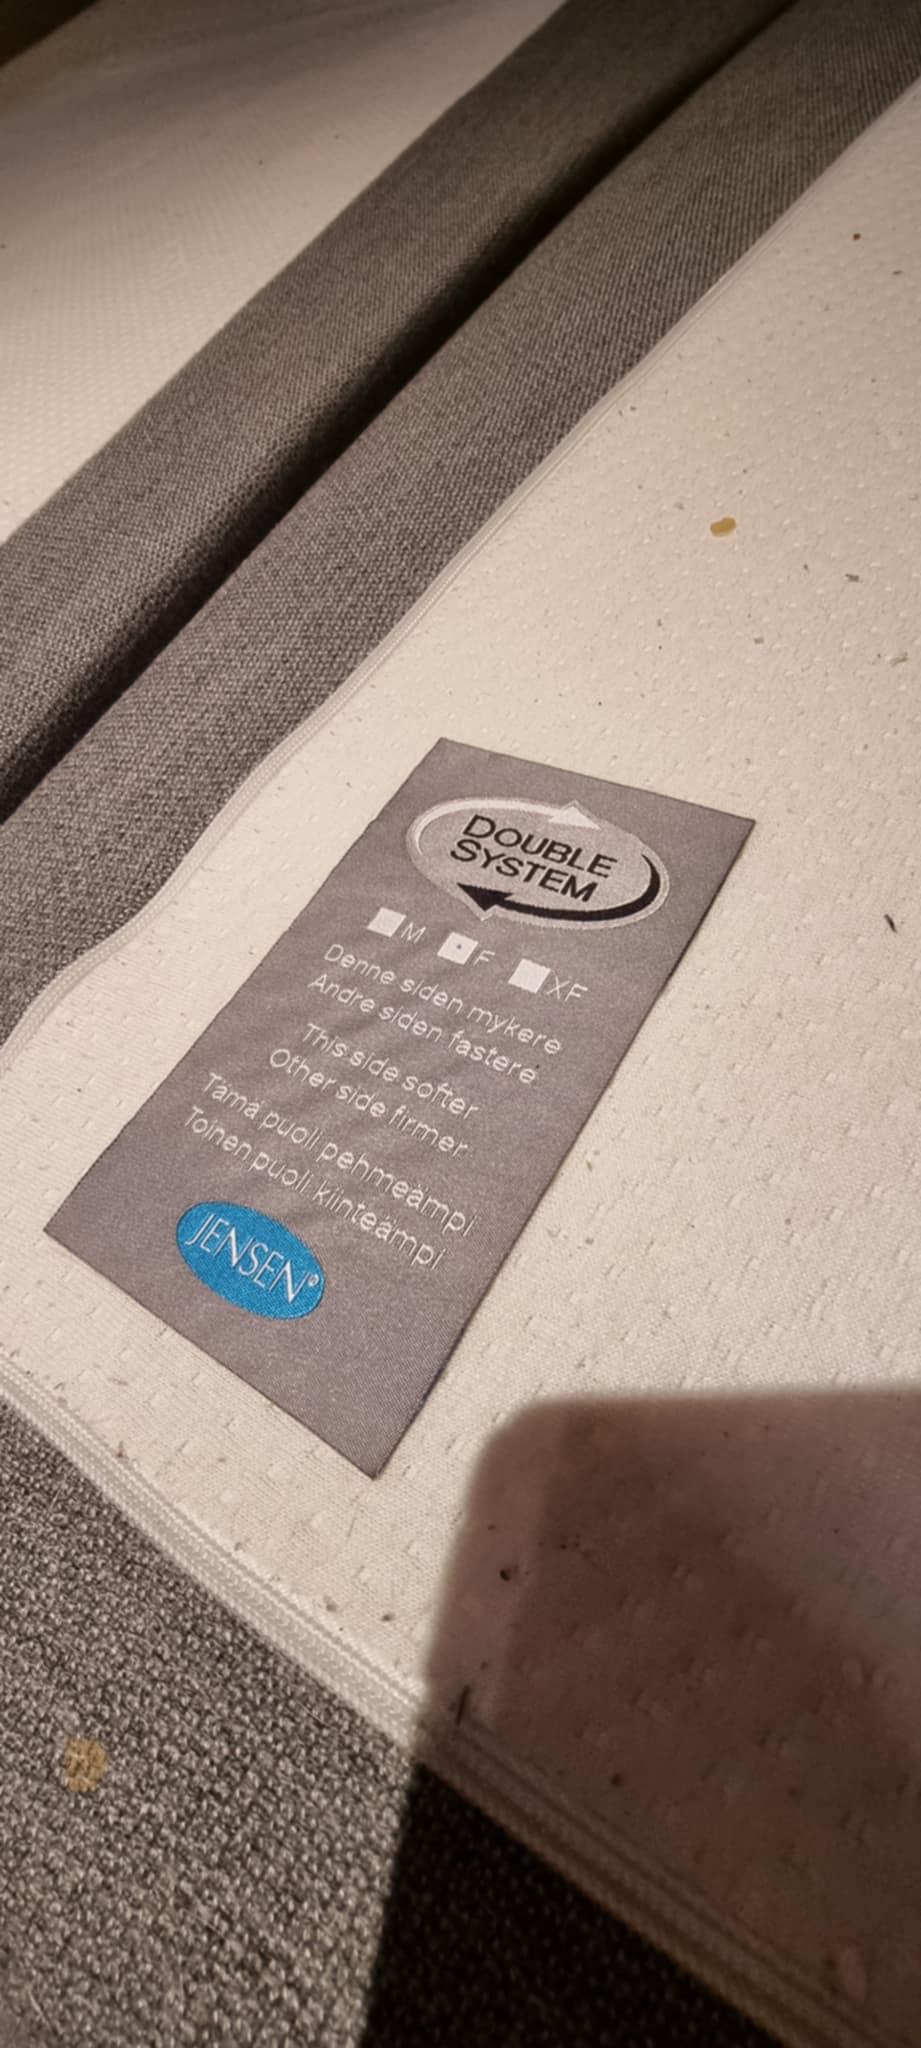 DOUBLE
SYSTEM
M F XF
Denne siden mykere
Andre siden fastere
This side softer
Other side firmer
Tämä puoli pehmeämpi
Toinen puoli kiinteämpi
JENSEN®